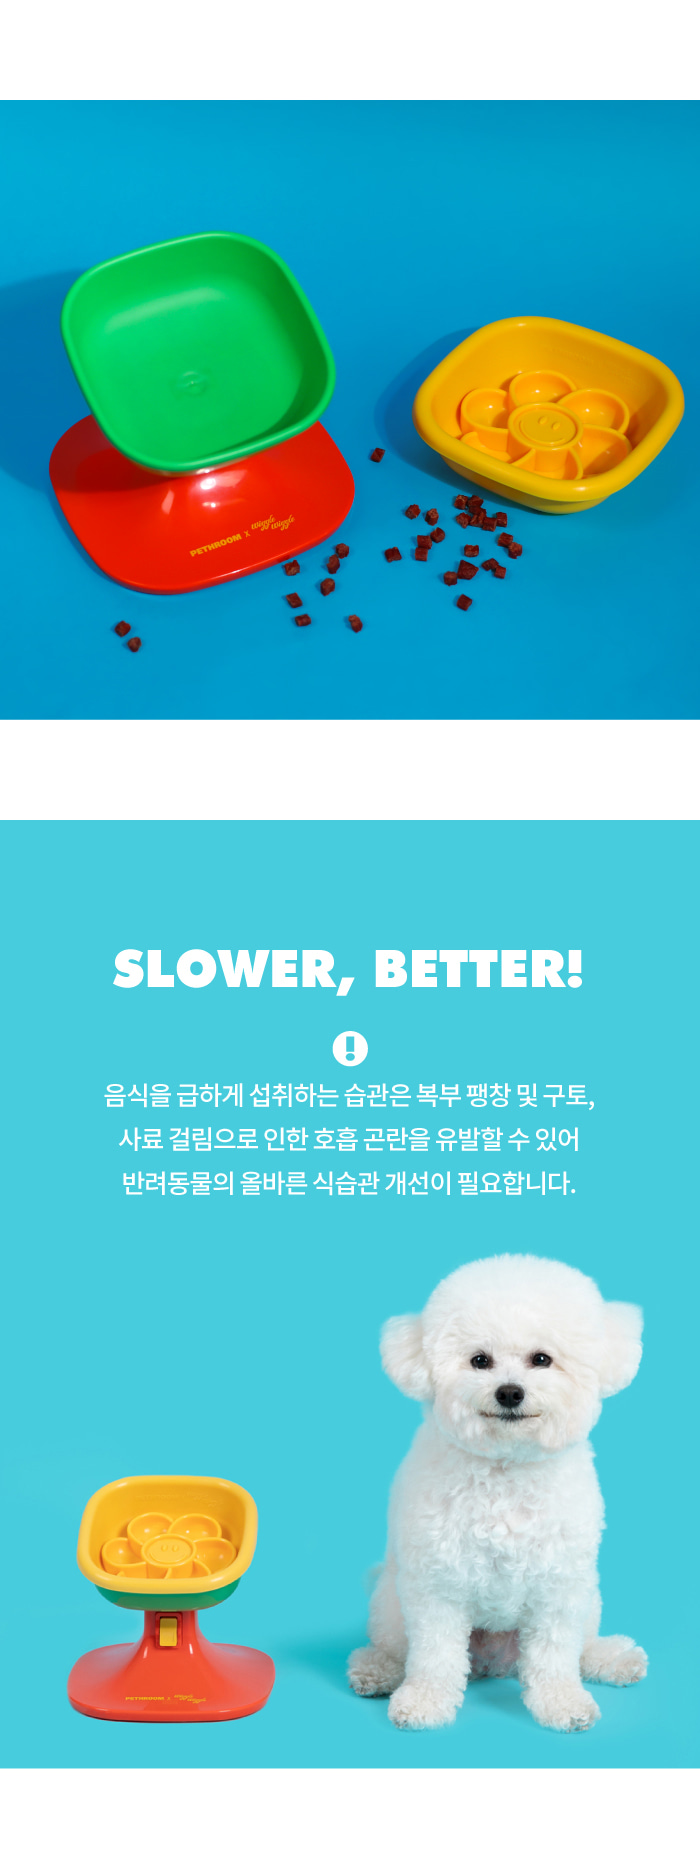 PETHROOM x Wiggle Wiggle
SLOWER, BETTER!
음식을 급하게 섭취하는 습관은 복부 팽창 및 구토,
사료 걸림으로 인한 호흡 곤란을 유발할 수 있어
반려동물의 올바른 식습관 개선이 필요합니다.
PETHROOM x Wiggle Wiggle